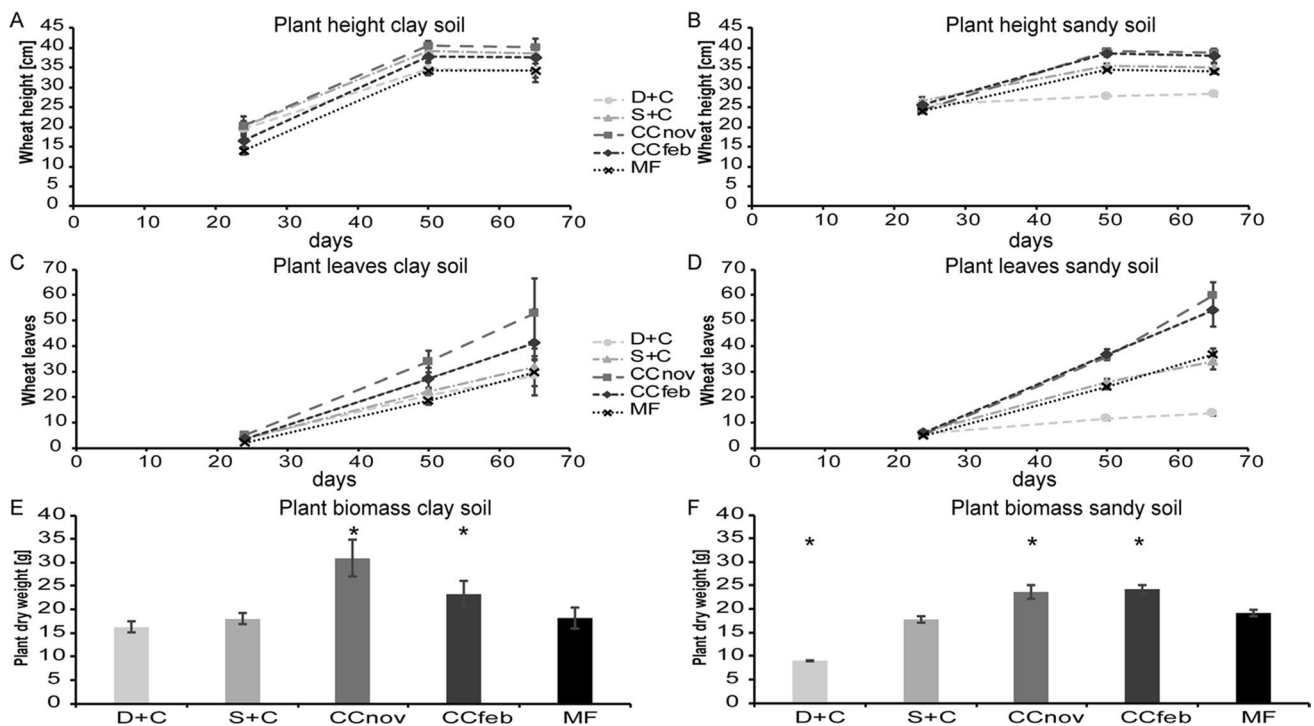 A
Plant height clay soil
Wheat height [cm]
45
40
35
30
25
20
15
10
5
0
0 10 20 30 40 50 60 70
days
D+C
S+C
CCnov
CCfeb
MF
B
Plant height sandy soil
Wheat height [cm]
45
40
35
30
25
20
15
10
5
0
0 10 20 30 40 50 60 70
days
C
Plant leaves clay soil
Wheat leaves
70
60
50
40
30
20
10
0
0 10 20 30 40 50 60 70
days
D+C
S+C
CCnov
CCfeb
MF
D
Plant leaves sandy soil
Wheat leaves
70
60
50
40
30
20
10
0
0 10 20 30 40 50 60 70
days
E
Plant biomass clay soil
Plant dry weight [g]
40
35
30
25
20
15
10
5
0
* *
D+C S+C CCnov CCfeb MF
F
Plant biomass sandy soil
Plant dry weight [g]
40
35
30
25
20
15
10
5
0
* * *
D+C S+C CCnov CCfeb MF